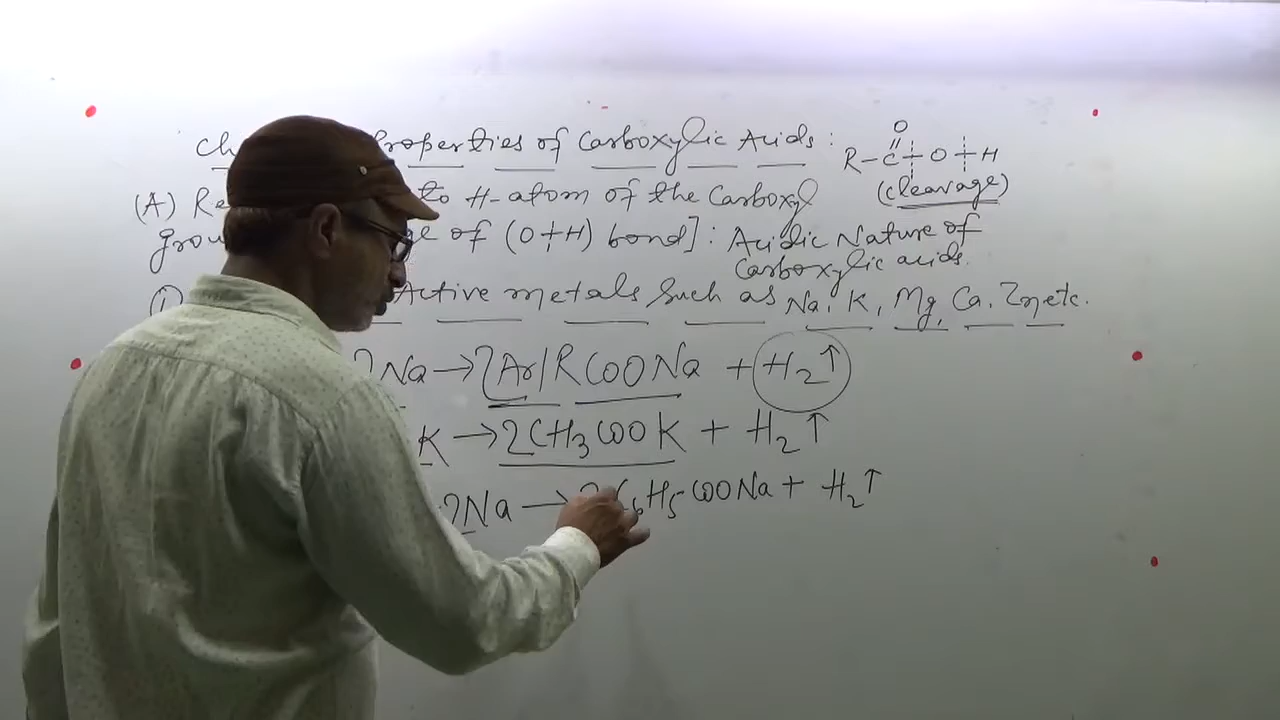 Properties of Carboxylic Acids : R-C-O-H
O
(A) Re to H-atom of the Carboxyl (cleavage)
of (O+H) bond] : Acidic Nature of
Carboxylic acids.
① Active metals such as Na, K, Mg, Ca, Zn etc.
2Na → 2Ar/RCOONa + H2↑
K → 2CH3COOK + H2↑
2Na → C6H5COONa + H2↑